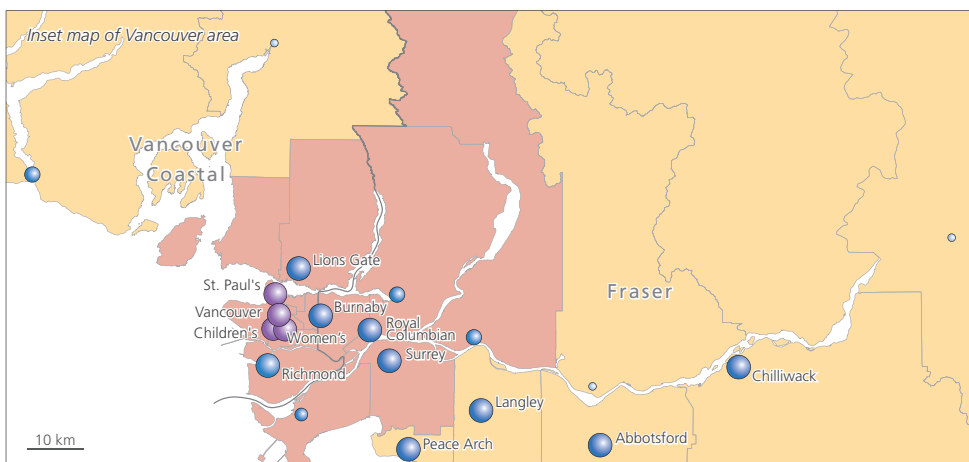 Inset map of Vancouver area
Vancouver
Coastal
Lions Gate
St. Paul's
Fraser
Vancouver
Burnaby
Royal
Columbian
Children's
Women's
Surrey
Richmond
Chilliwack
Langley
Abbotsford
Peace Arch
10 km